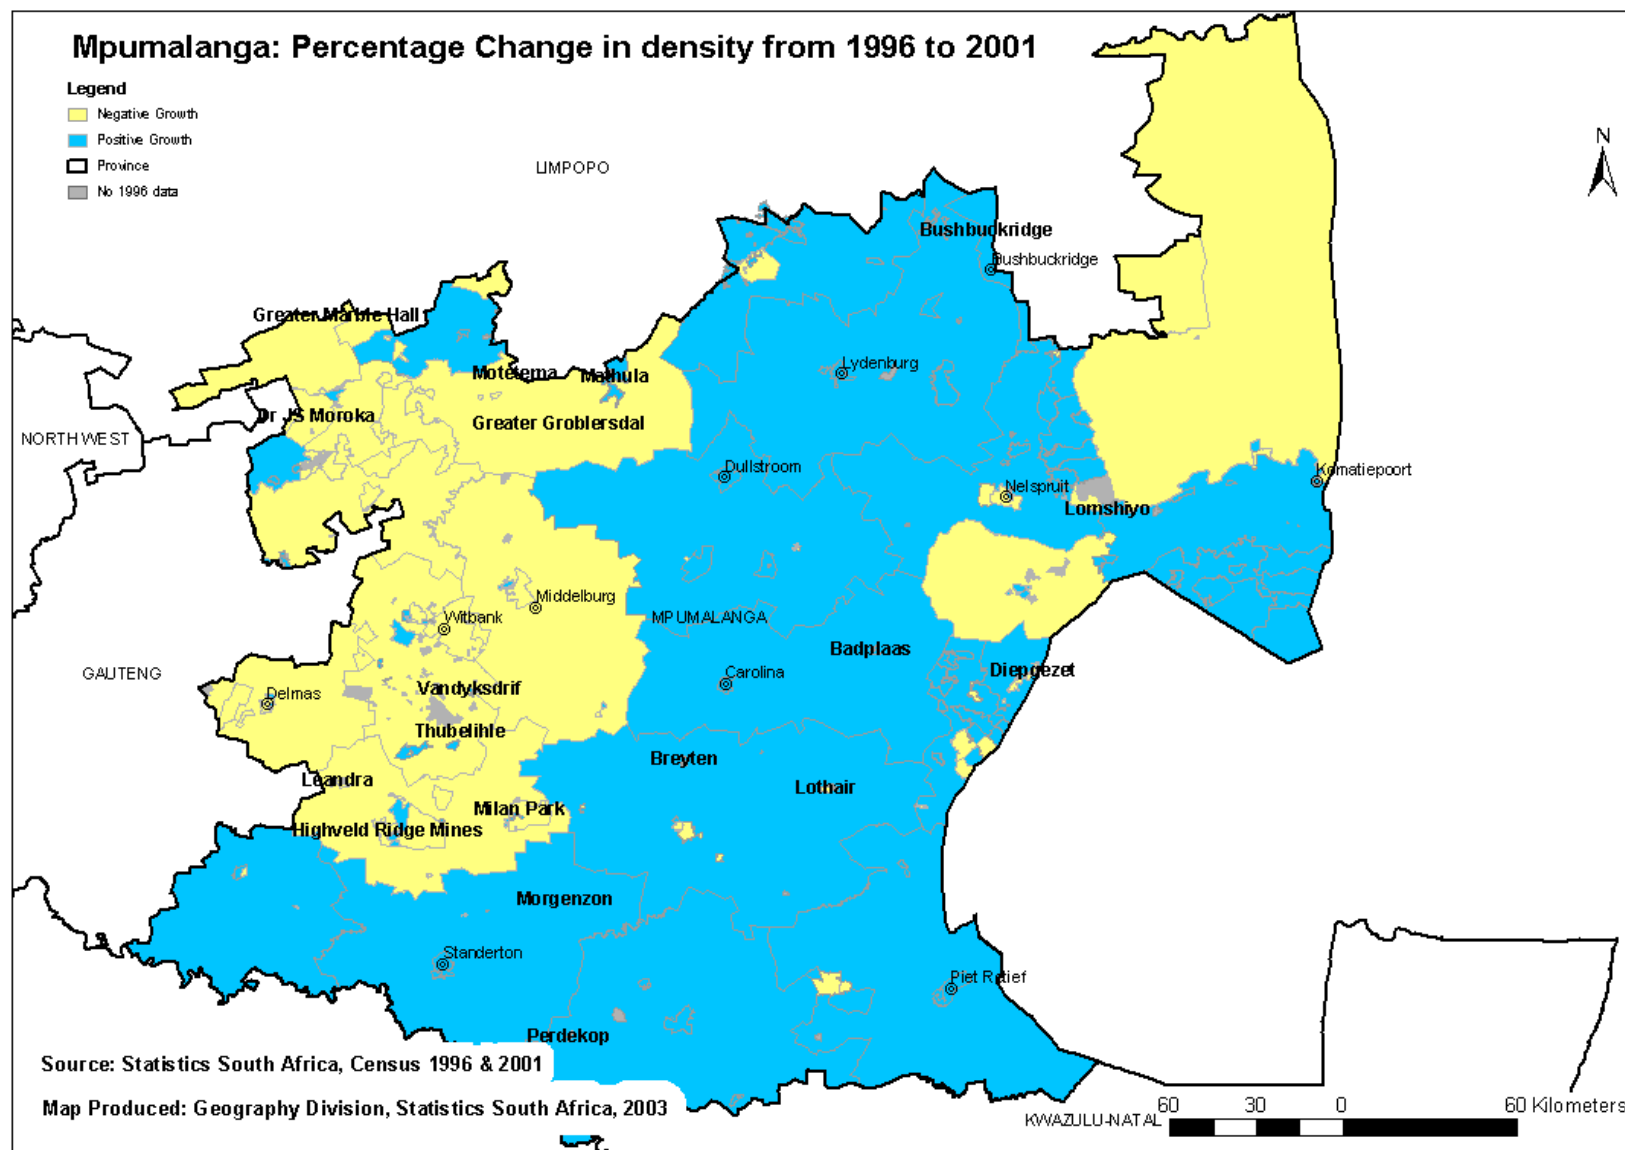 Mpumalanga: Percentage Change in density from 1996 to 2001
Legend
Negative Growth
Positive Growth
Province
No 1996 data
LIMPOPO
N
Bushbuckridge
Bushbuckridge
Greater Marble Hall
Lydenburg
Motetema
Mathula
Dr JS Moroka
Greater Groblersdal
NORTH WEST
Dullstroom
Komatiepoort
Nelspruit
Lomshiyo
Middelburg
Witbank
MPUMALANGA
Badplaas
GAUTENG
Carolina
Diepgezet
Delmas
Vandyksdrif
Thubelihle
Breyten
Leandra
Lothair
Milan Park
Highveld Ridge Mines
Morgenzon
Standerton
Piet Retief
Perdekop
Source: Statistics South Africa, Census 1996 & 2001
Map Produced: Geography Division, Statistics South Africa, 2003
KWAZULU-NATAL
60 30 0 60 Kilometers